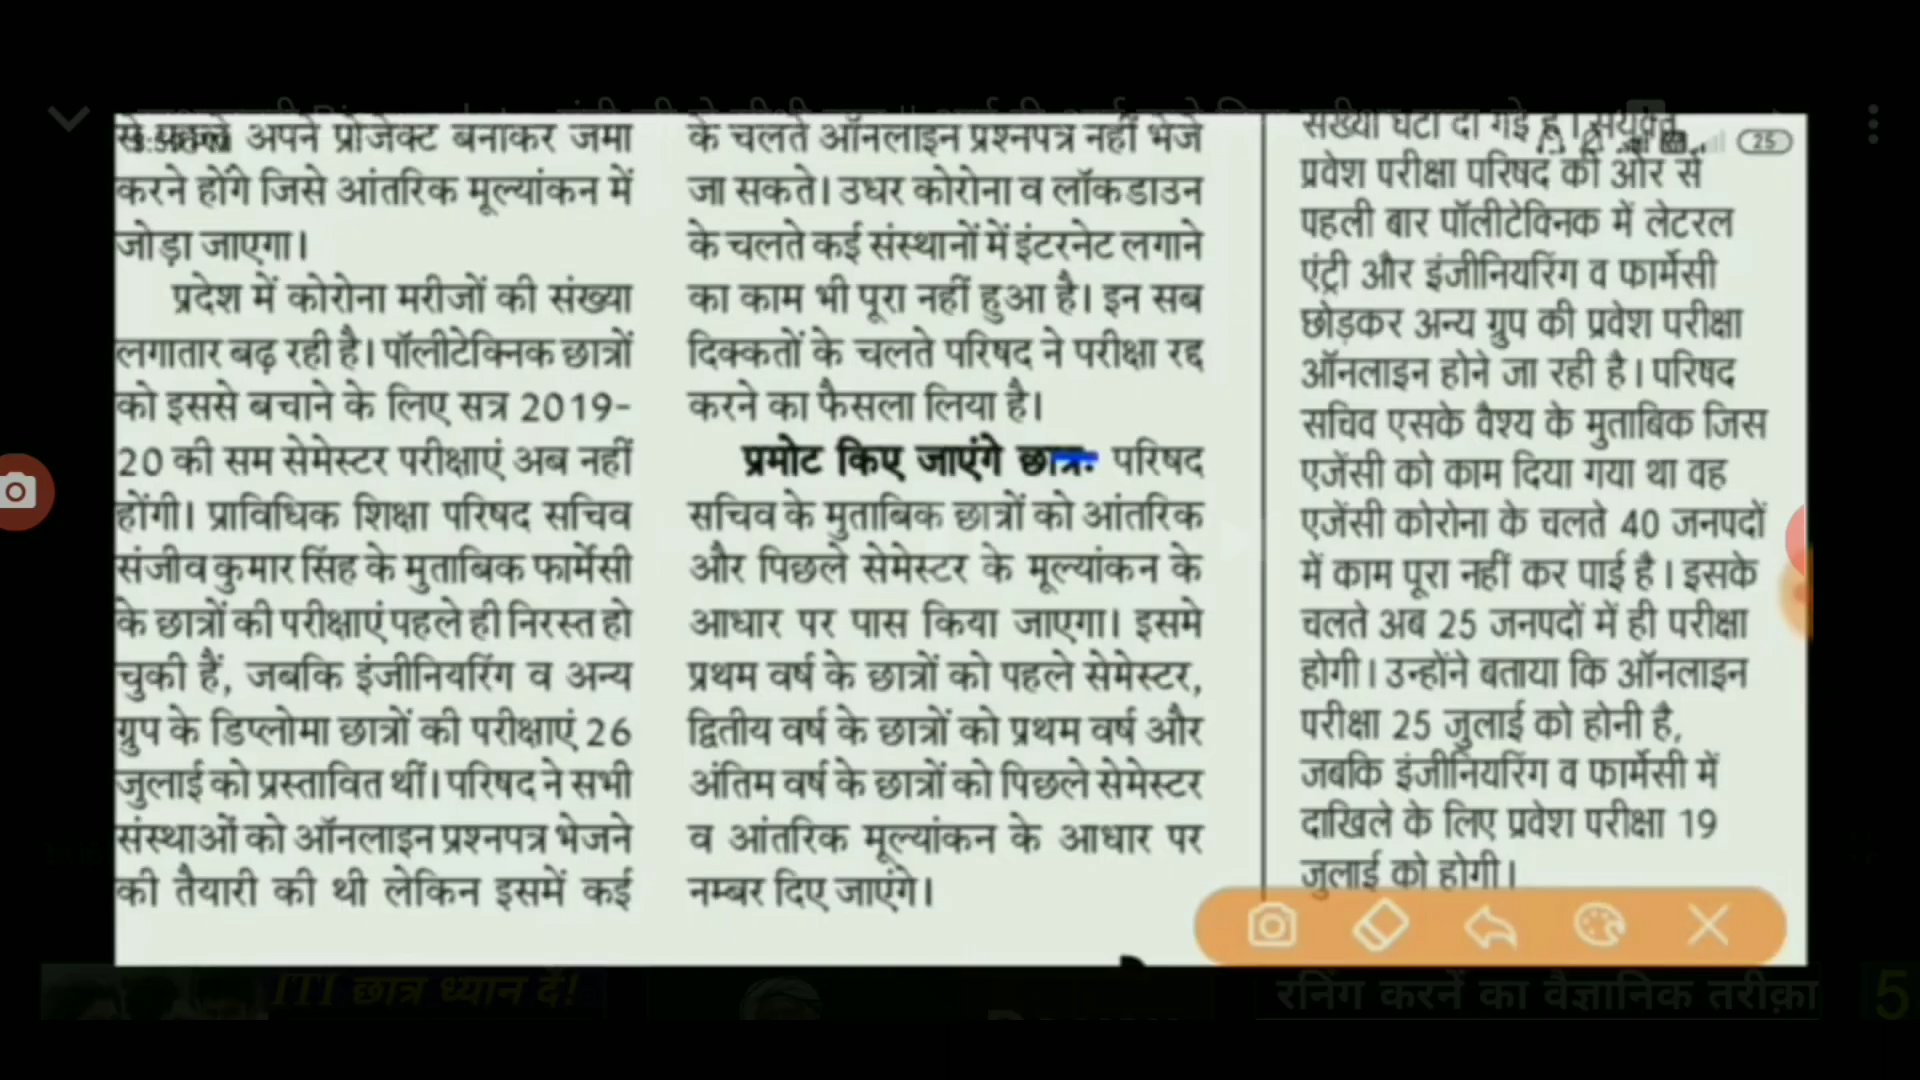 से पहले अपने प्रोजेक्ट बनाकर जमा
करने होंगे जिसे आंतरिक मूल्यांकन में
जोड़ा जाएगा।
प्रदेश में कोरोना मरीजों की संख्या
लगातार बढ़ रही है। पॉलीटेक्निक छात्रों
को इससे बचाने के लिए सत्र 2019-
20 की सम सेमेस्टर परीक्षाएं अब नहीं
होंगी। प्राविधिक शिक्षा परिषद सचिव
संजीव कुमार सिंह के मुताबिक फार्मेसी
के छात्रों की परीक्षाएं पहले ही निरस्त हो
चुकी हैं, जबकि इंजीनियरिंग व अन्य
ग्रुप के डिप्लोमा छात्रों की परीक्षाएं 26
जुलाई को प्रस्तावित थीं। परिषद ने सभी
संस्थाओं को ऑनलाइन प्रश्नपत्र भेजने
की तैयारी की थी लेकिन इसमें कई
के चलते ऑनलाइन प्रश्नपत्र नहीं भेजे
जा सकते। उधर कोरोना व लॉकडाउन
के चलते कई संस्थानों में इंटरनेट लगाने
का काम भी पूरा नहीं हुआ है। इन सब
दिक्कतों के चलते परिषद ने परीक्षा रद्द
करने का फैसला लिया है।
प्रमोट किए जाएंगे छात्र: परिषद
सचिव के मुताबिक छात्रों को आंतरिक
और पिछले सेमेस्टर के मूल्यांकन के
आधार पर पास किया जाएगा। इसमे
प्रथम वर्ष के छात्रों को पहले सेमेस्टर,
द्वितीय वर्ष के छात्रों को प्रथम वर्ष और
अंतिम वर्ष के छात्रों को पिछले सेमेस्टर
व आंतरिक मूल्यांकन के आधार पर
नम्बर दिए जाएंगे।
संख्या घटा दी गई है। संयुक्त
प्रवेश परीक्षा परिषद की ओर से
पहली बार पॉलीटेक्निक में लेटरल
एंट्री और इंजीनियरिंग व फार्मेसी
छोड़कर अन्य ग्रुप की प्रवेश परीक्षा
ऑनलाइन होने जा रही है। परिषद
सचिव एसके वैश्य के मुताबिक जिस
एजेंसी को काम दिया गया था वह
एजेंसी कोरोना के चलते 40 जनपदों
में काम पूरा नहीं कर पाई है। इसके
चलते अब 25 जनपदों में ही परीक्षा
होगी। उन्होंने बताया कि ऑनलाइन
परीक्षा 25 जुलाई को होनी है,
जबकि इंजीनियरिंग व फार्मेसी में
दाखिले के लिए प्रवेश परीक्षा 19
जुलाई को होगी।
25
ITI छात्र ध्यान दें!
रनिंग करनें का वैज्ञानिक तरीक़ा
5